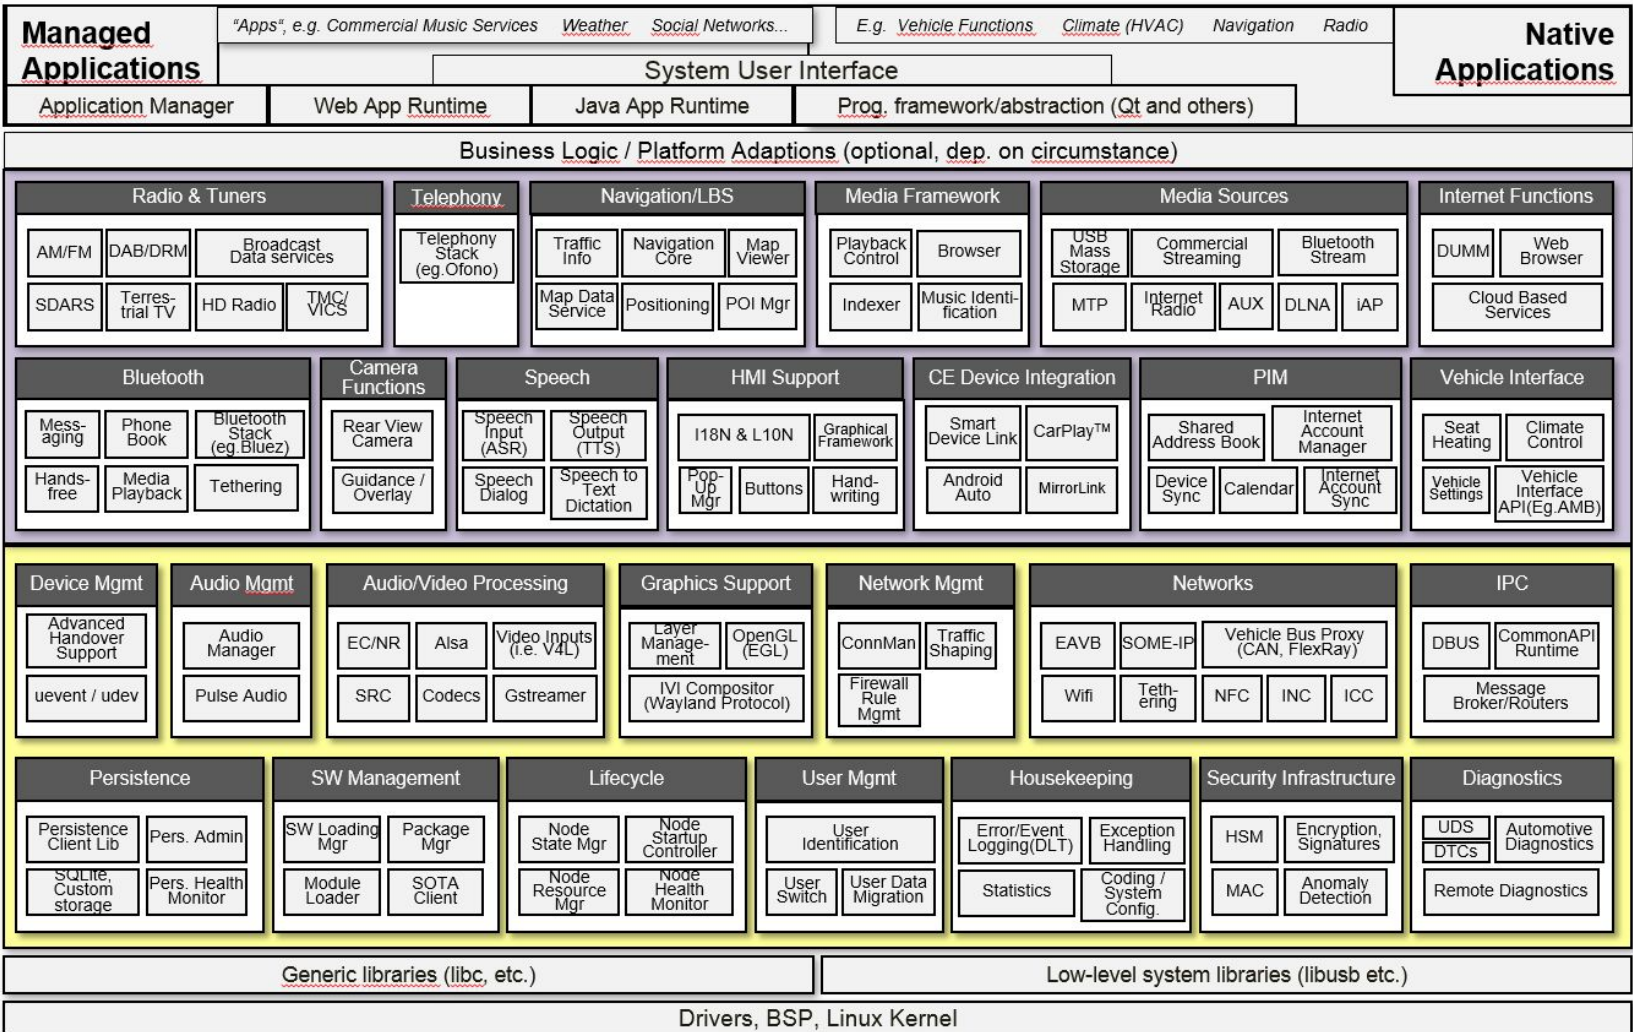 Managed
Applications
“Apps“, e.g. Commercial Music Services Weather Social Networks...
E.g. Vehicle Functions Climate (HVAC) Navigation Radio
Native
Applications
System User Interface
Application Manager
Web App Runtime
Java App Runtime
Prog. framework/abstraction (Qt and others)
Business Logic / Platform Adaptions (optional, dep. on circumstance)
Radio & Tuners
AM/FM
DAB/DRM
Broadcast
Data services
SDARS
Terres-
trial TV
HD Radio
TMC/
VICS
Telephony
Telephony
Stack
(eg.Ofono)
Navigation/LBS
Traffic
Info
Navigation
Core
Map
Viewer
Map Data
Service
Positioning
POI Mgr
Media Framework
Playback
Control
Browser
Indexer
Music Identi-
fication
Media Sources
USB
Mass
Storage
Commercial
Streaming
Bluetooth
Stream
MTP
Internet
Radio
AUX
DLNA
iAP
Internet Functions
DUMM
Web
Browser
Cloud Based
Services
Bluetooth
Mess-
aging
Phone
Book
Bluetooth
Stack
(eg.Bluez)
Hands-
free
Media
Playback
Tethering
Camera
Functions
Rear View
Camera
Guidance /
Overlay
Speech
Speech
Input
(ASR)
Speech
Output
(TTS)
Speech
Dialog
Speech to
Text
Dictation
HMI Support
I18N & L10N
Graphical
Framework
Pop-
Up
Mgr
Buttons
Hand-
writing
CE Device Integration
Smart
Device Link
CarPlay™
Android
Auto
MirrorLink
PIM
Shared
Address Book
Internet
Account
Manager
Device
Sync
Calendar
Internet
Account
Sync
Vehicle Interface
Seat
Heating
Climate
Control
Vehicle
Settings
Vehicle
Interface
API(Eg.AMB)
Device Mgmt
Advanced
Handover
Support
uevent / udev
Audio Mgmt
Audio
Manager
Pulse Audio
Audio/Video Processing
EC/NR
Alsa
Video Inputs
(i.e. V4L)
SRC
Codecs
Gstreamer
Graphics Support
Layer
Manage-
ment
OpenGL
(EGL)
IVI Compositor
(Wayland Protocol)
Network Mgmt
ConnMan
Traffic
Shaping
Firewall
Rule
Mgmt
Networks
EAVB
SOME-IP
Vehicle Bus Proxy
(CAN, FlexRay)
Wifi
Teth-
ering
NFC
INC
ICC
IPC
DBUS
CommonAPI
Runtime
Message
Broker/Routers
Persistence
Persistence
Client Lib
Pers. Admin
SQLite,
Custom
storage
Pers. Health
Monitor
SW Management
SW Loading
Mgr
Package
Mgr
Module
Loader
SOTA
Client
Lifecycle
Node
State Mgr
Node
Startup
Controller
Node
Resource
Mgr
Node
Health
Monitor
User Mgmt
User
Identification
User
Switch
User Data
Migration
Housekeeping
Error/Event
Logging(DLT)
Exception
Handling
Statistics
Coding /
System
Config.
Security Infrastructure
HSM
Encryption,
Signatures
MAC
Anomaly
Detection
Diagnostics
UDS
DTCs
Automotive
Diagnostics
Remote Diagnostics
Generic libraries (libc, etc.)
Low-level system libraries (libusb etc.)
Drivers, BSP, Linux Kernel